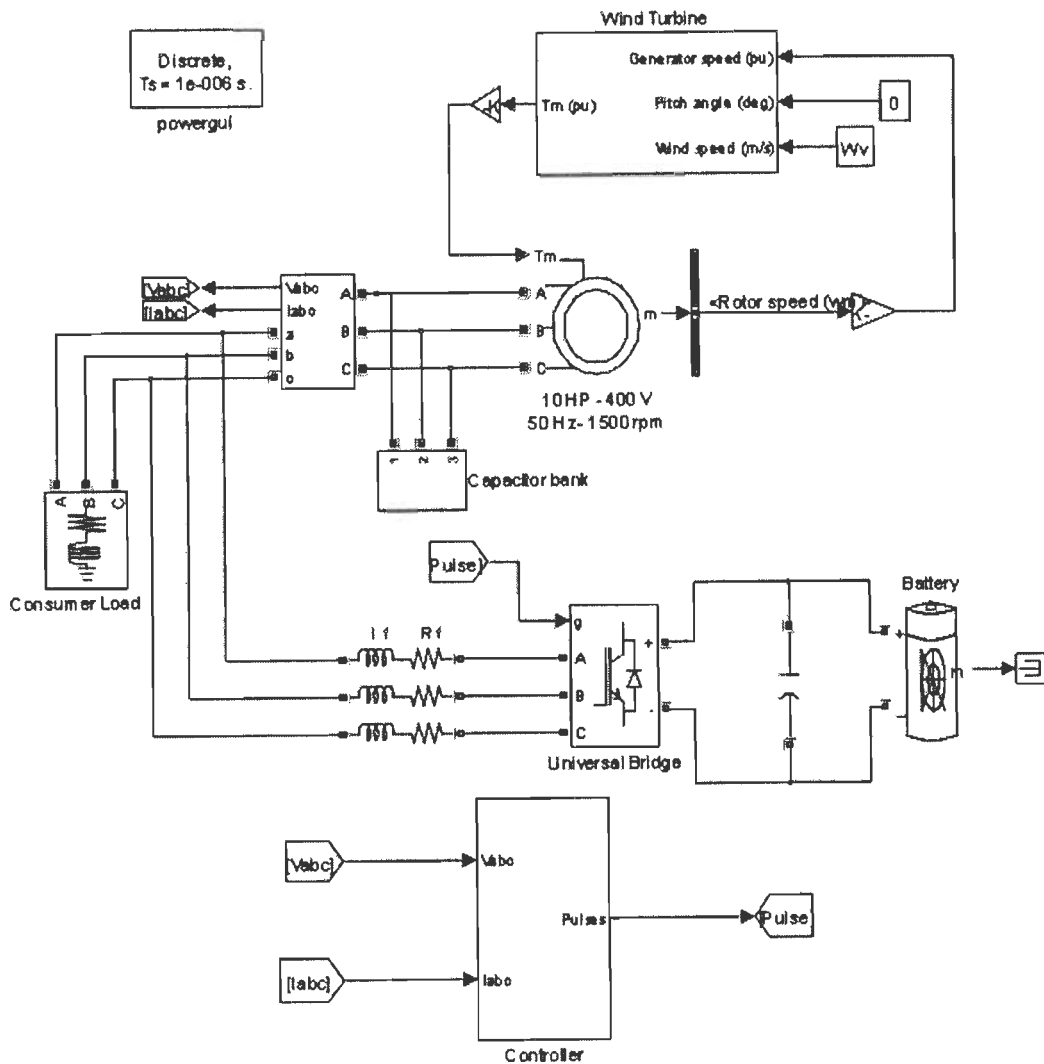 Wind Turbine
Discrete,
Ts = 1e-006 s.
powergui
Generator speed (pu)
Tm (pu)
Pitch angle (deg)
0
Wind speed (m/s)
Wv
Tm
[Vabc]
[Iabc]
Vabc
Iabc
a
b
c
A
B
C
A
B
C
m
<Rotor speed (wm)
10 HP - 400 V
50 Hz - 1500 rpm
1 2 3
Capacitor bank
A B C
Consumer Load
Pulse]
Battery
g
A
B
C
+
-
Rf
+
m
Universal Bridge
[Vabc]
Vabc
Pulses
[Pulse
[Iabc]
Iabc
Controller